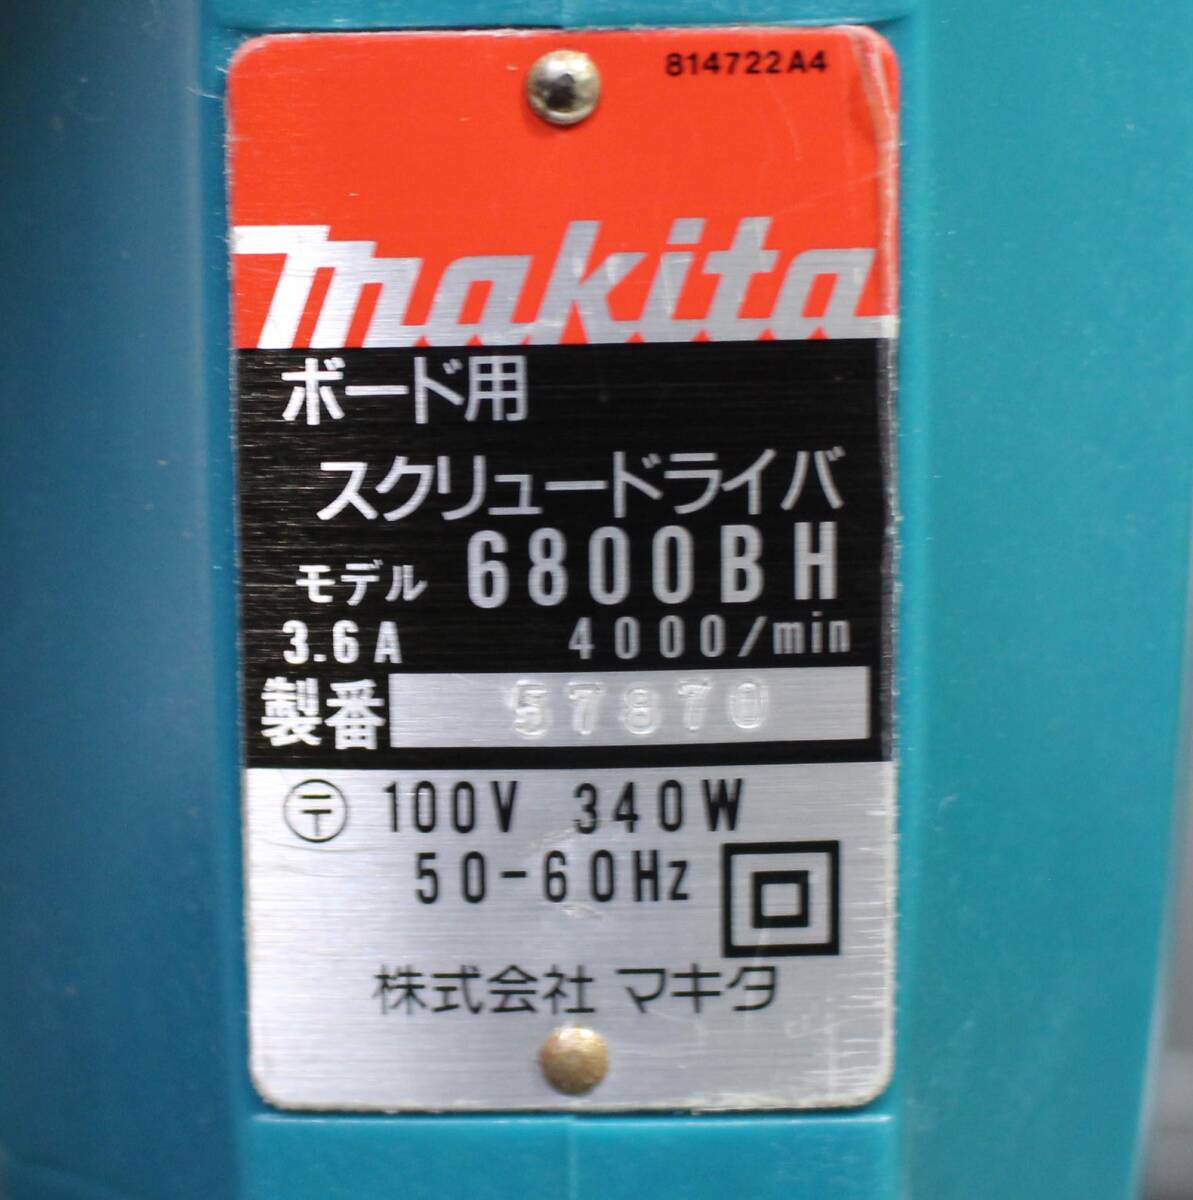 814722A4
makita
ボード用
スクリュードライバ
モデル 6800BH
3.6A 4000/min
製番 57870
〒 100V 340W
50-60Hz
株式会社 マキタ